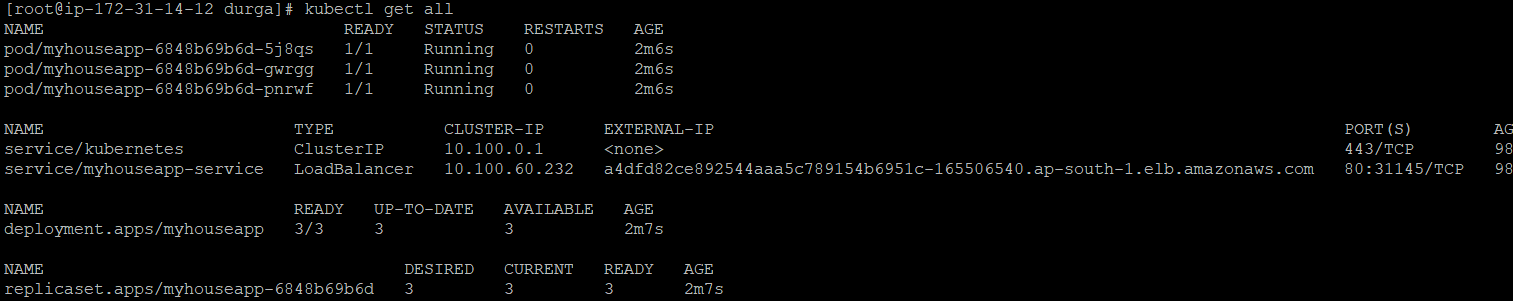 [root@ip-172-31-14-12 durga]# kubectl get all
NAME READY STATUS RESTARTS AGE
pod/myhouseapp-6848b69b6d-5j8qs 1/1 Running 0 2m6s
pod/myhouseapp-6848b69b6d-gwrgg 1/1 Running 0 2m6s
pod/myhouseapp-6848b69b6d-pnrwf 1/1 Running 0 2m6s
NAME TYPE CLUSTER-IP EXTERNAL-IP PORT(S) AG
service/kubernetes ClusterIP 10.100.0.1 <none> 443/TCP 98
service/myhouseapp-service LoadBalancer 10.100.60.232 a4dfd82ce892544aaa5c789154b6951c-165506540.ap-south-1.elb.amazonaws.com 80:31145/TCP 98
NAME READY UP-TO-DATE AVAILABLE AGE
deployment.apps/myhouseapp 3/3 3 3 2m7s
NAME DESIRED CURRENT READY AGE
replicaset.apps/myhouseapp-6848b69b6d 3 3 3 2m7s